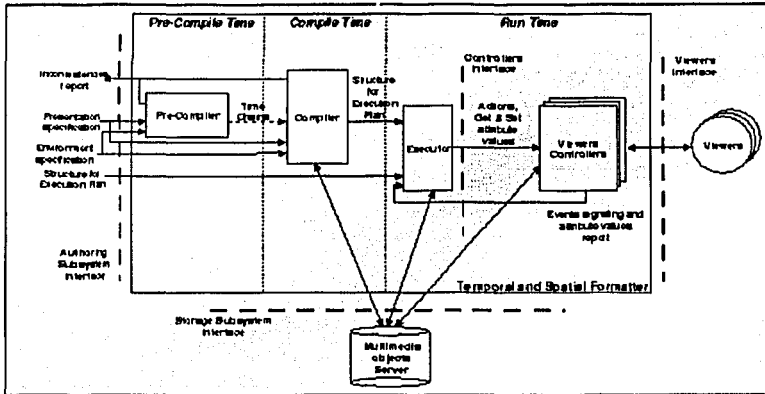 Pre-Compile Time
Compile Time
Run Time
Inconsistencies
report
Presentation
specification
Environment
specification
Structure for
Execution Plan
Authoring
Subsystem
Interface
Pre-Compiler
Time
Chains
Compiler
Structure
for
Execution
Plan
Executor
Controllers
Interface
Actions,
Get & Set
attribute
values
Viewers
Controllers
Events signaling and
attribute values
report
Viewers
Interface
Viewers
Temporal and Spatial Formatter
Storage Subsystem
Interface
Multimedia
objects
Server